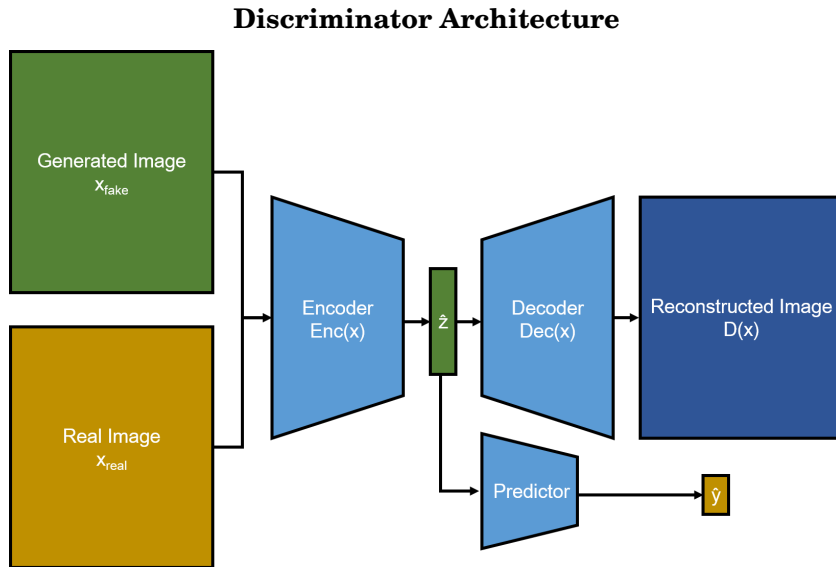 Discriminator Architecture
Generated Image
x_fake
Real Image
x_real
Encoder
Enc(x)
ẑ
Decoder
Dec(x)
Reconstructed Image
D(x)
Predictor
ŷ